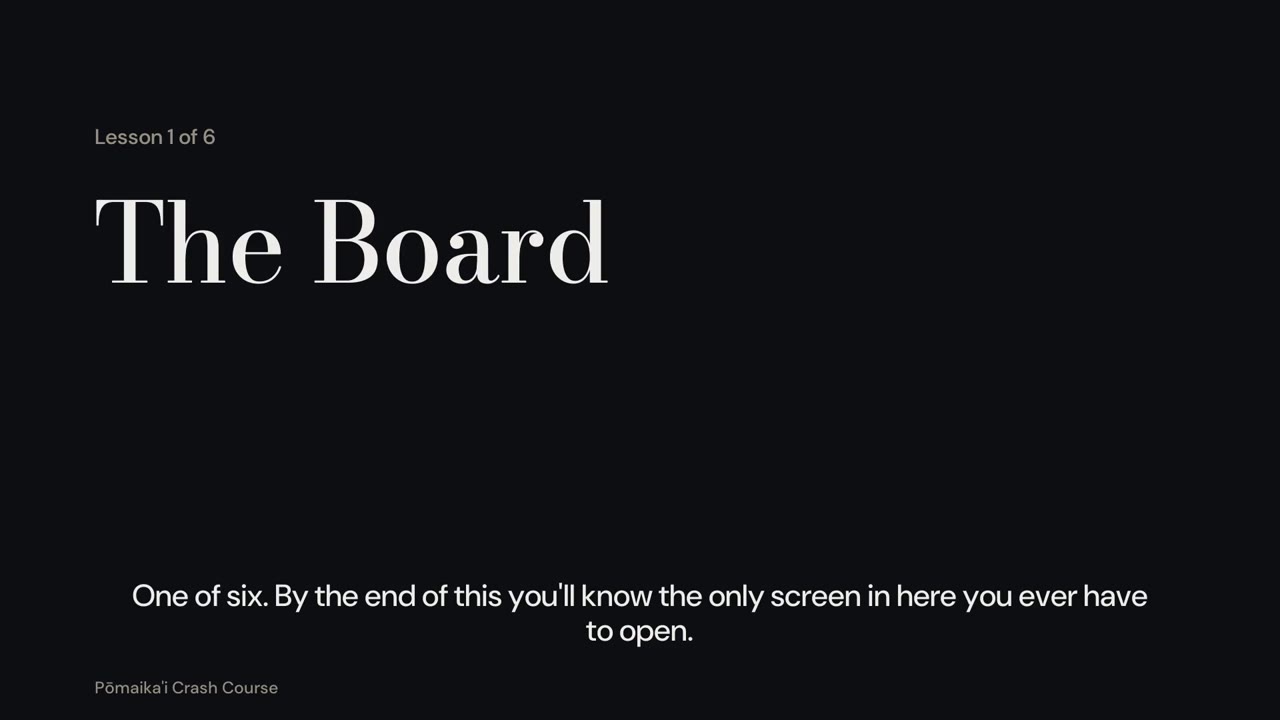 Lesson 1 of 6
The Board
One of six. By the end of this you'll know the only screen in here you ever have
to open.
Pōmaika'i Crash Course